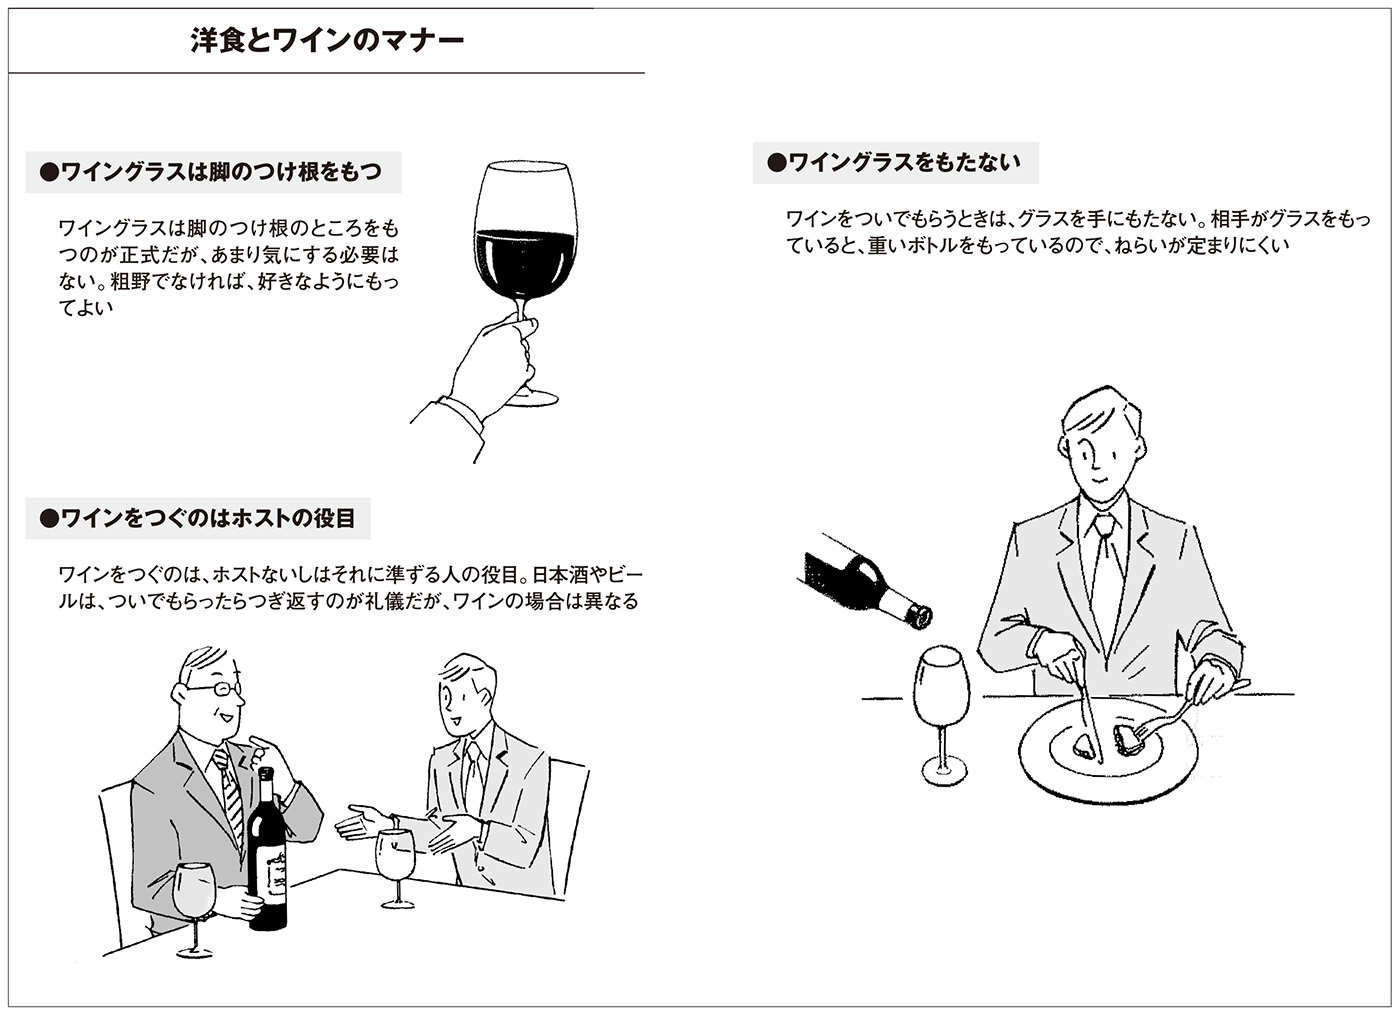 洋食とワインのマナー
●ワイングラスは脚のつけ根をもつ
ワイングラスは脚のつけ根のところをも
つのが正式だが、あまり気にする必要は
ない。粗野でなければ、好きなようにもっ
てよい
●ワインをつぐのはホストの役目
ワインをつぐのは、ホストないしはそれに準ずる人の役目。日本酒やビー
ルは、ついでもらったらつぎ返すのが礼儀だが、ワインの場合は異なる
●ワイングラスをもたない
ワインをついでもらうときは、グラスを手にもたない。相手がグラスをもっ
ていると、重いボトルをもっているので、ねらいが定まりにくい